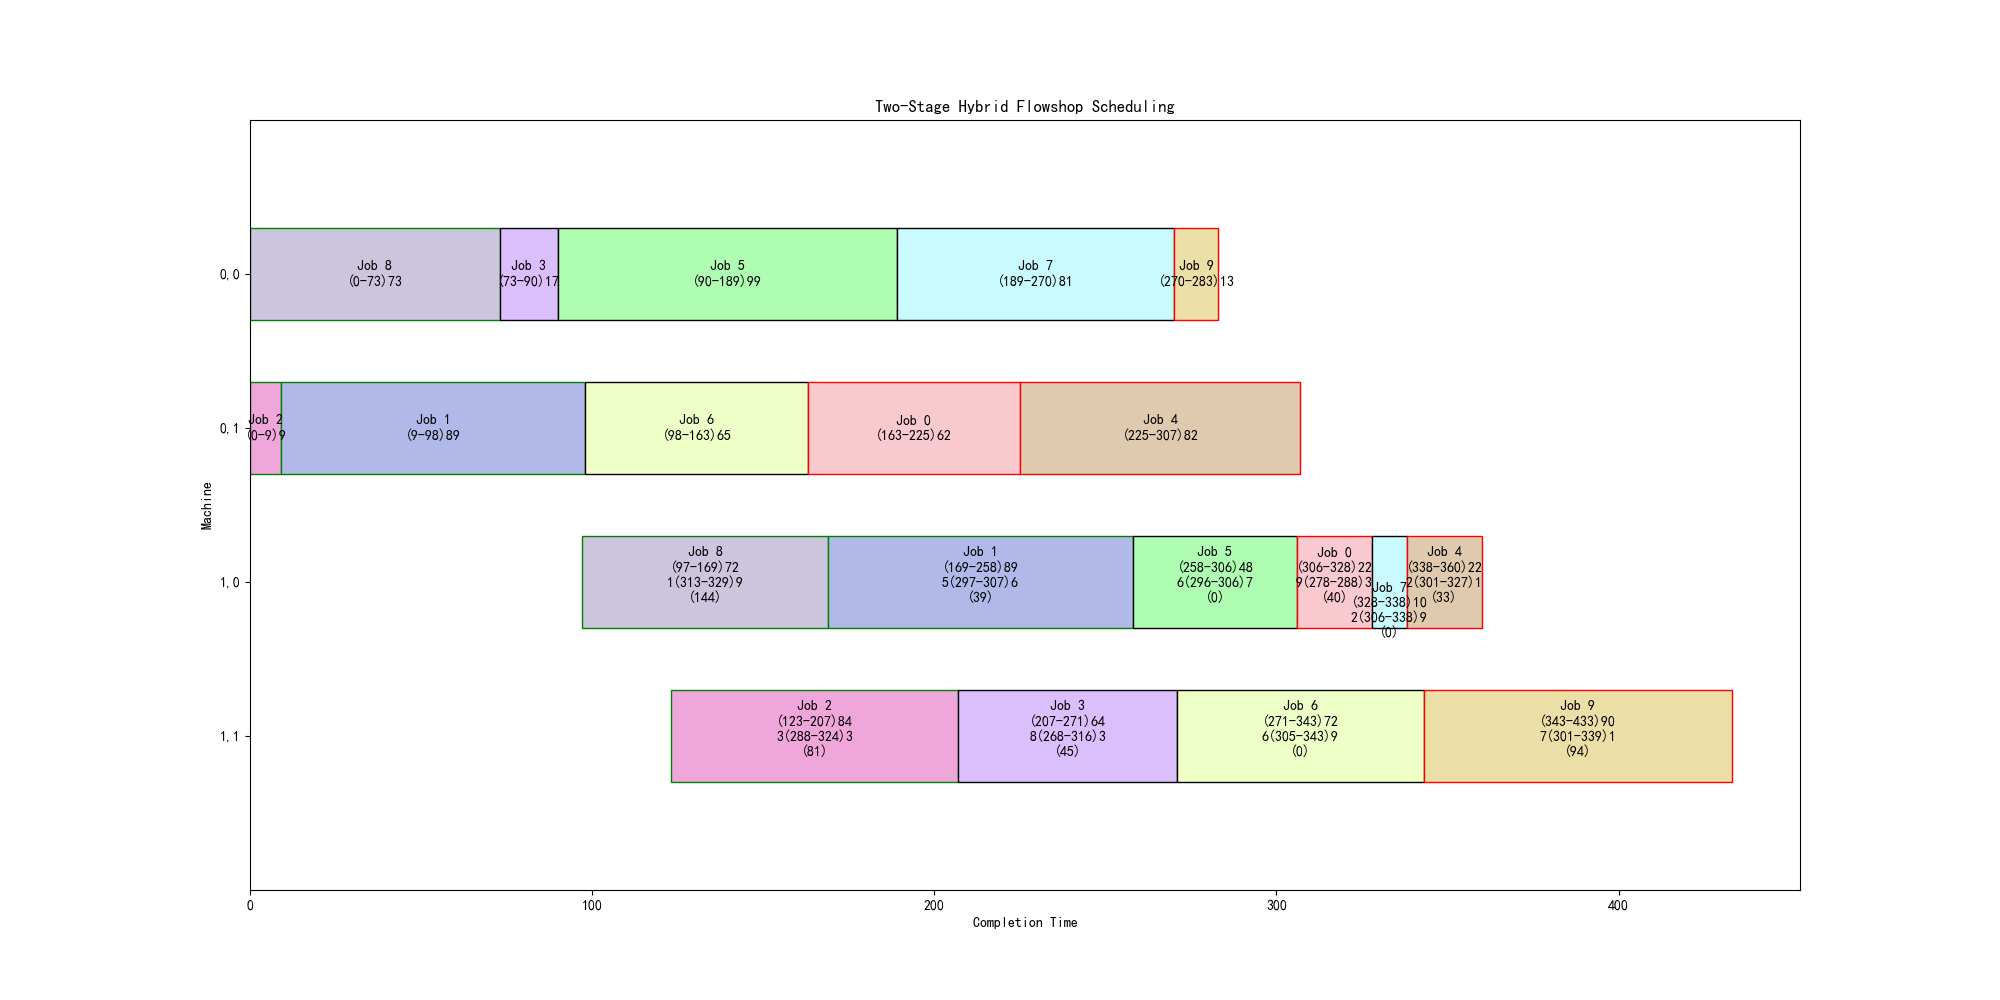 Two-Stage Hybrid Flowshop Scheduling
Machine
0,0
Job 8
(0-73)73
Job 3
(73-90)17
Job 5
(90-189)99
Job 7
(189-270)81
Job 9
(270-283)13
0,1
Job 2
(0-9)9
Job 1
(9-98)89
Job 6
(98-163)65
Job 0
(163-225)62
Job 4
(225-307)82
1,0
Job 8
(97-169)72
1(313-329)9
(144)
Job 1
(169-258)89
5(297-307)6
(39)
Job 5
(258-306)48
6(296-306)7
(0)
Job 0
(306-328)22
9(278-288)3
(40)
Job 7
(328-338)10
2(306-338)9
(0)
Job 4
(338-360)22
2(301-327)1
(33)
1,1
Job 2
(123-207)84
3(288-324)3
(81)
Job 3
(207-271)64
8(268-316)3
(45)
Job 6
(271-343)72
6(305-343)9
(0)
Job 9
(343-433)90
7(301-339)1
(94)
0
100
200
300
400
Completion Time